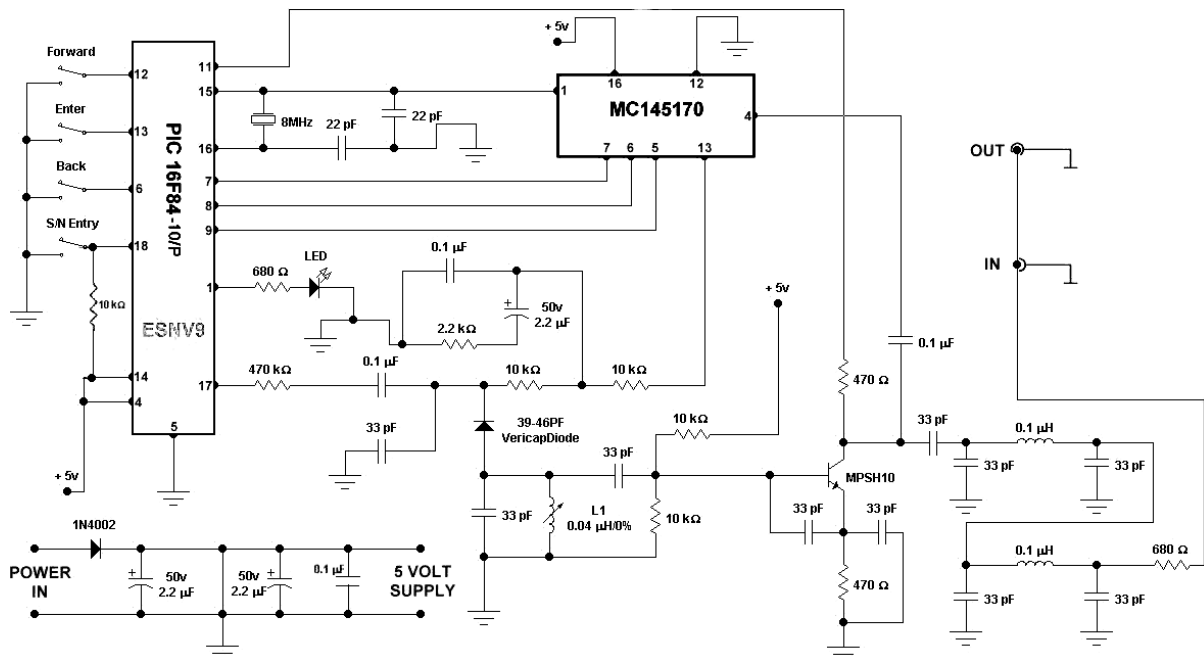 Forward
Enter
Back
S/N Entry
12
13
6
18
14
4
5
11
15
16
7
8
9
1
17
PIC 16F84-10/P
ESNV9
10 kΩ
+ 5v
8MHz
22 pF
22 pF
+ 5v
16
12
1
MC145170
4
7 6 5 13
680 Ω
LED
0.1 µF
50v
2.2 µF
2.2 kΩ
470 kΩ
0.1 µF
10 kΩ
10 kΩ
33 pF
39-46PF
VericapDiode
33 pF
L1
0.04 µH/0%
33 pF
10 kΩ
10 kΩ
+ 5v
470 Ω
0.1 µF
MPSH10
33 pF
33 pF
470 Ω
33 pF
0.1 µH
33 pF
33 pF
0.1 µH
680 Ω
33 pF
33 pF
OUT
IN
1N4002
POWER
IN
+
50v
2.2 µF
50v
2.2 µF
+
0.1 µF
5 VOLT
SUPPLY